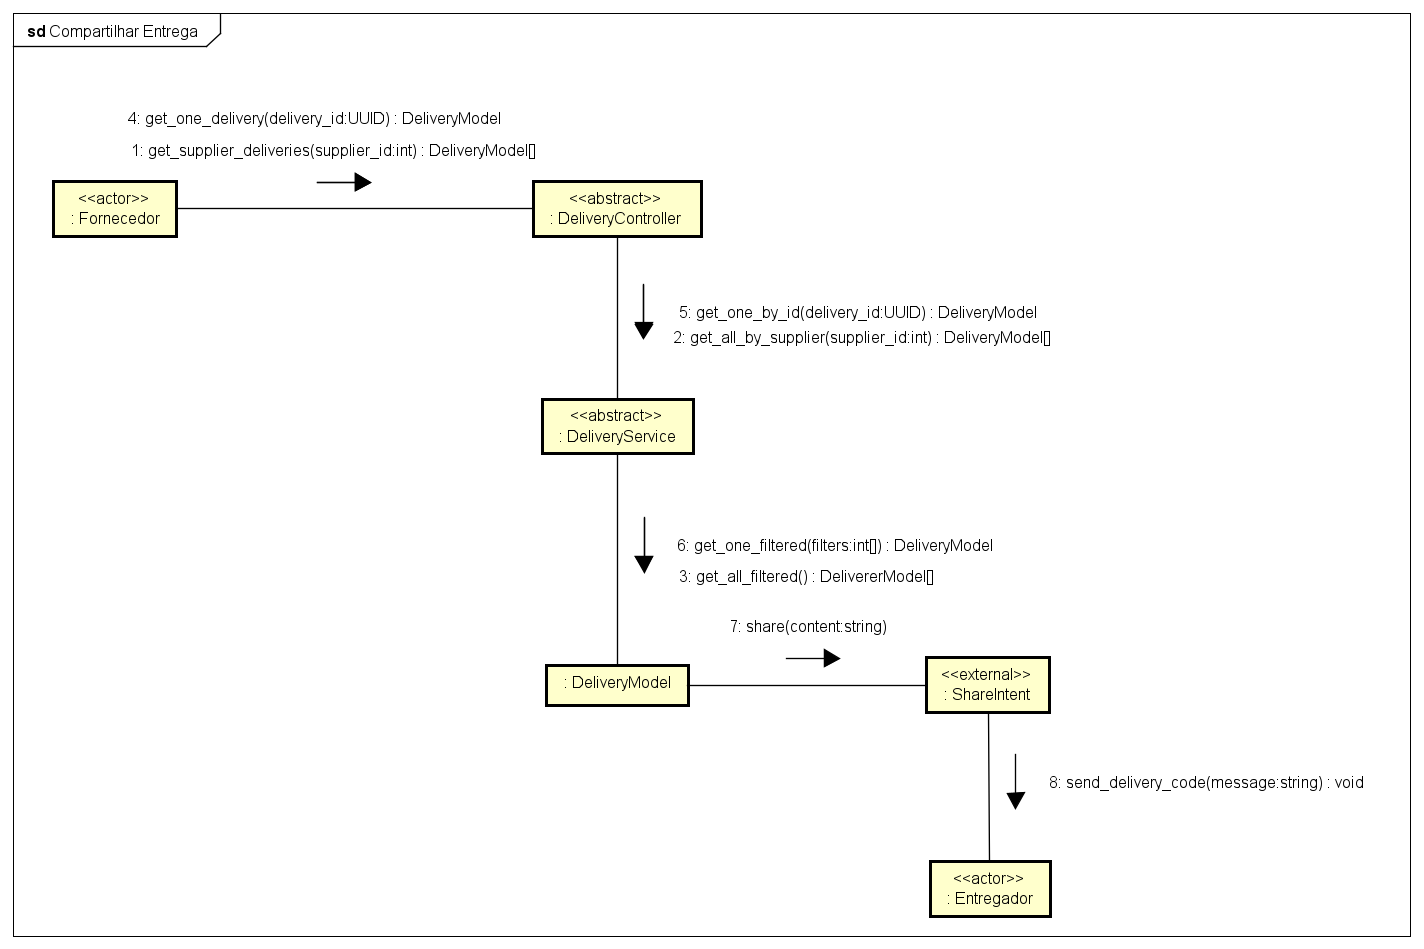 sd Compartilhar Entrega
4: get_one_delivery(delivery_id:UUID) : DeliveryModel
1: get_supplier_deliveries(supplier_id:int) : DeliveryModel[]
<<actor>>
: Fornecedor
<<abstract>>
: DeliveryController
5: get_one_by_id(delivery_id:UUID) : DeliveryModel
2: get_all_by_supplier(supplier_id:int) : DeliveryModel[]
<<abstract>>
: DeliveryService
6: get_one_filtered(filters:int[]) : DeliveryModel
3: get_all_filtered() : DelivererModel[]
7: share(content:string)
: DeliveryModel
<<external>>
: ShareIntent
8: send_delivery_code(message:string) : void
<<actor>>
: Entregador